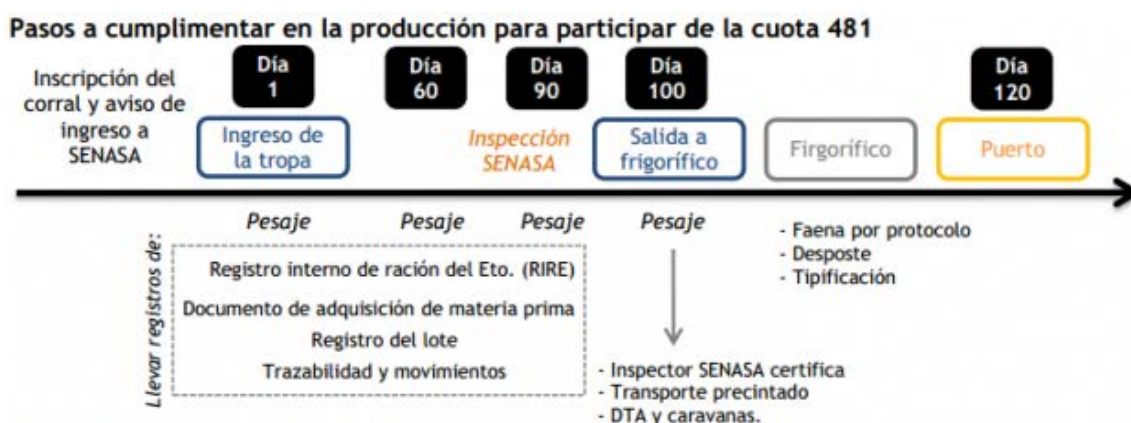 Pasos a cumplimentar en la producción para participar de la cuota 481
Inscripción del
corral y aviso de
ingreso a
SENASA
Día
1
Ingreso de
la tropa
Día
60
Día
90
Inspección
SENASA
Día
100
Salida a
frigorífico
Firgorífico
Día
120
Puerto
Pesaje
Pesaje
Pesaje
Pesaje
Llevar registros de:
Registro interno de ración del Eto. (RIRE)
Documento de adquisición de materia prima
Registro del lote
Trazabilidad y movimientos
- Inspector SENASA certifica
- Transporte precintado
- DTA y caravanas.
- Faena por protocolo
- Desposte
- Tipificación